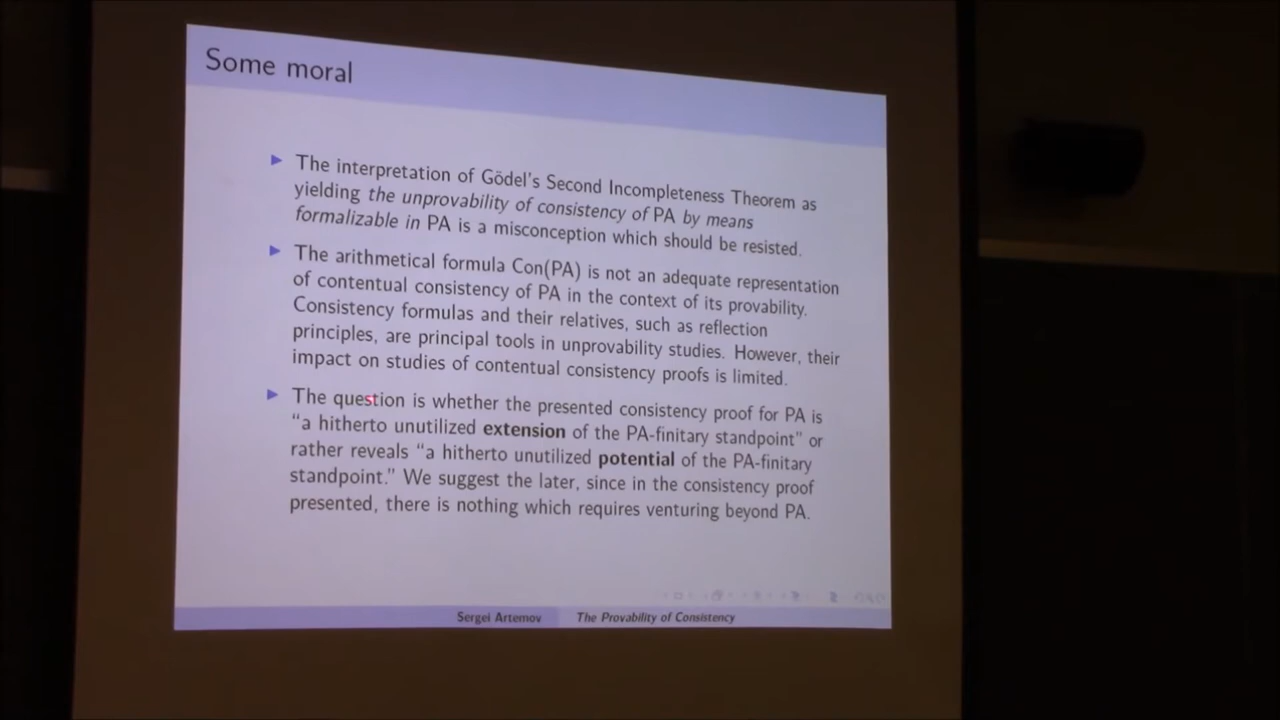 Some moral
▶ The interpretation of Gödel's Second Incompleteness Theorem as
yielding the unprovability of consistency of PA by means
formalizable in PA is a misconception which should be resisted.
▶ The arithmetical formula Con(PA) is not an adequate representation
of contentual consistency of PA in the context of its provability.
Consistency formulas and their relatives, such as reflection
principles, are principal tools in unprovability studies. However, their
impact on studies of contentual consistency proofs is limited.
▶ The question is whether the presented consistency proof for PA is
"a hitherto unutilized extension of the PA-finitary standpoint" or
rather reveals "a hitherto unutilized potential of the PA-finitary
standpoint." We suggest the later, since in the consistency proof
presented, there is nothing which requires venturing beyond PA.
Sergei Artemov The Provability of Consistency